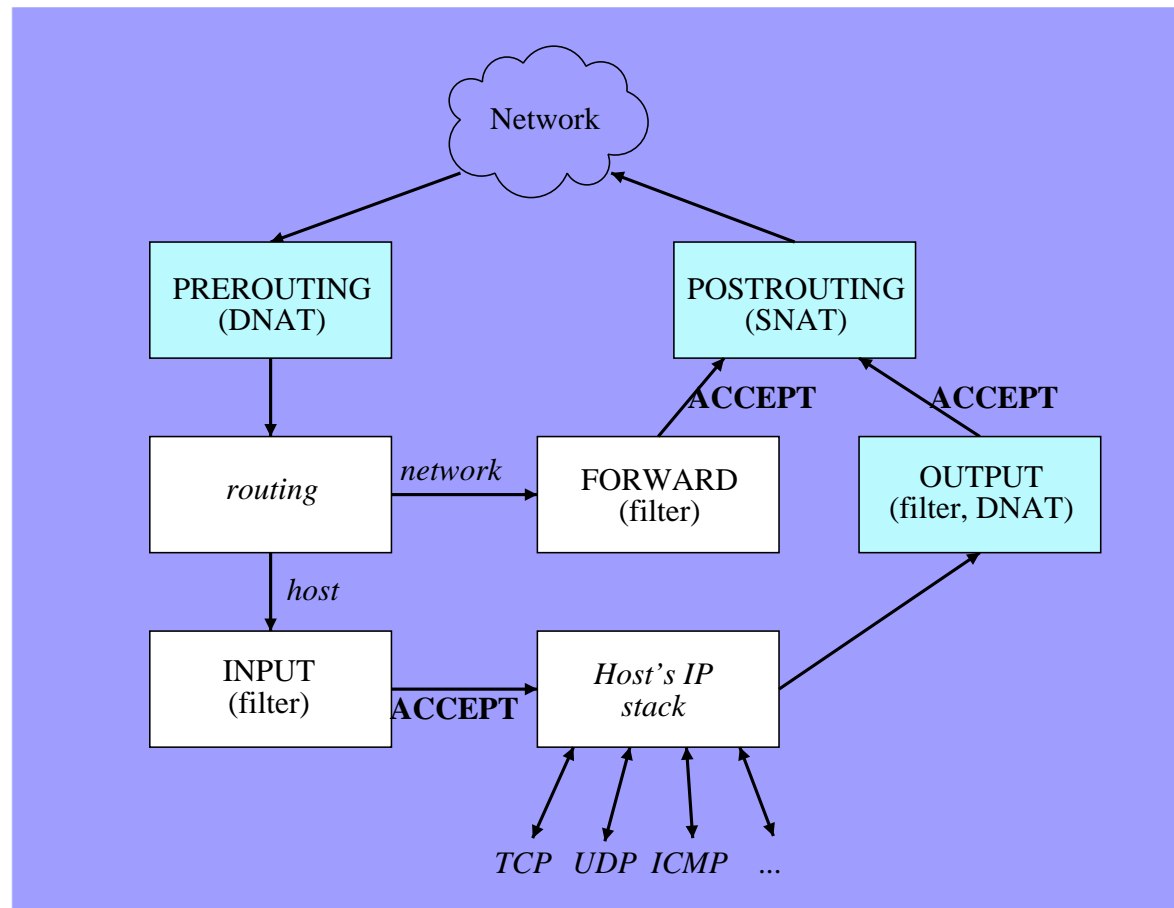 Network
PREROUTING
(DNAT)
POSTROUTING
(SNAT)
ACCEPT
ACCEPT
routing
network
FORWARD
(filter)
OUTPUT
(filter, DNAT)
host
INPUT
(filter)
ACCEPT
Host's IP
stack
TCP UDP ICMP ...